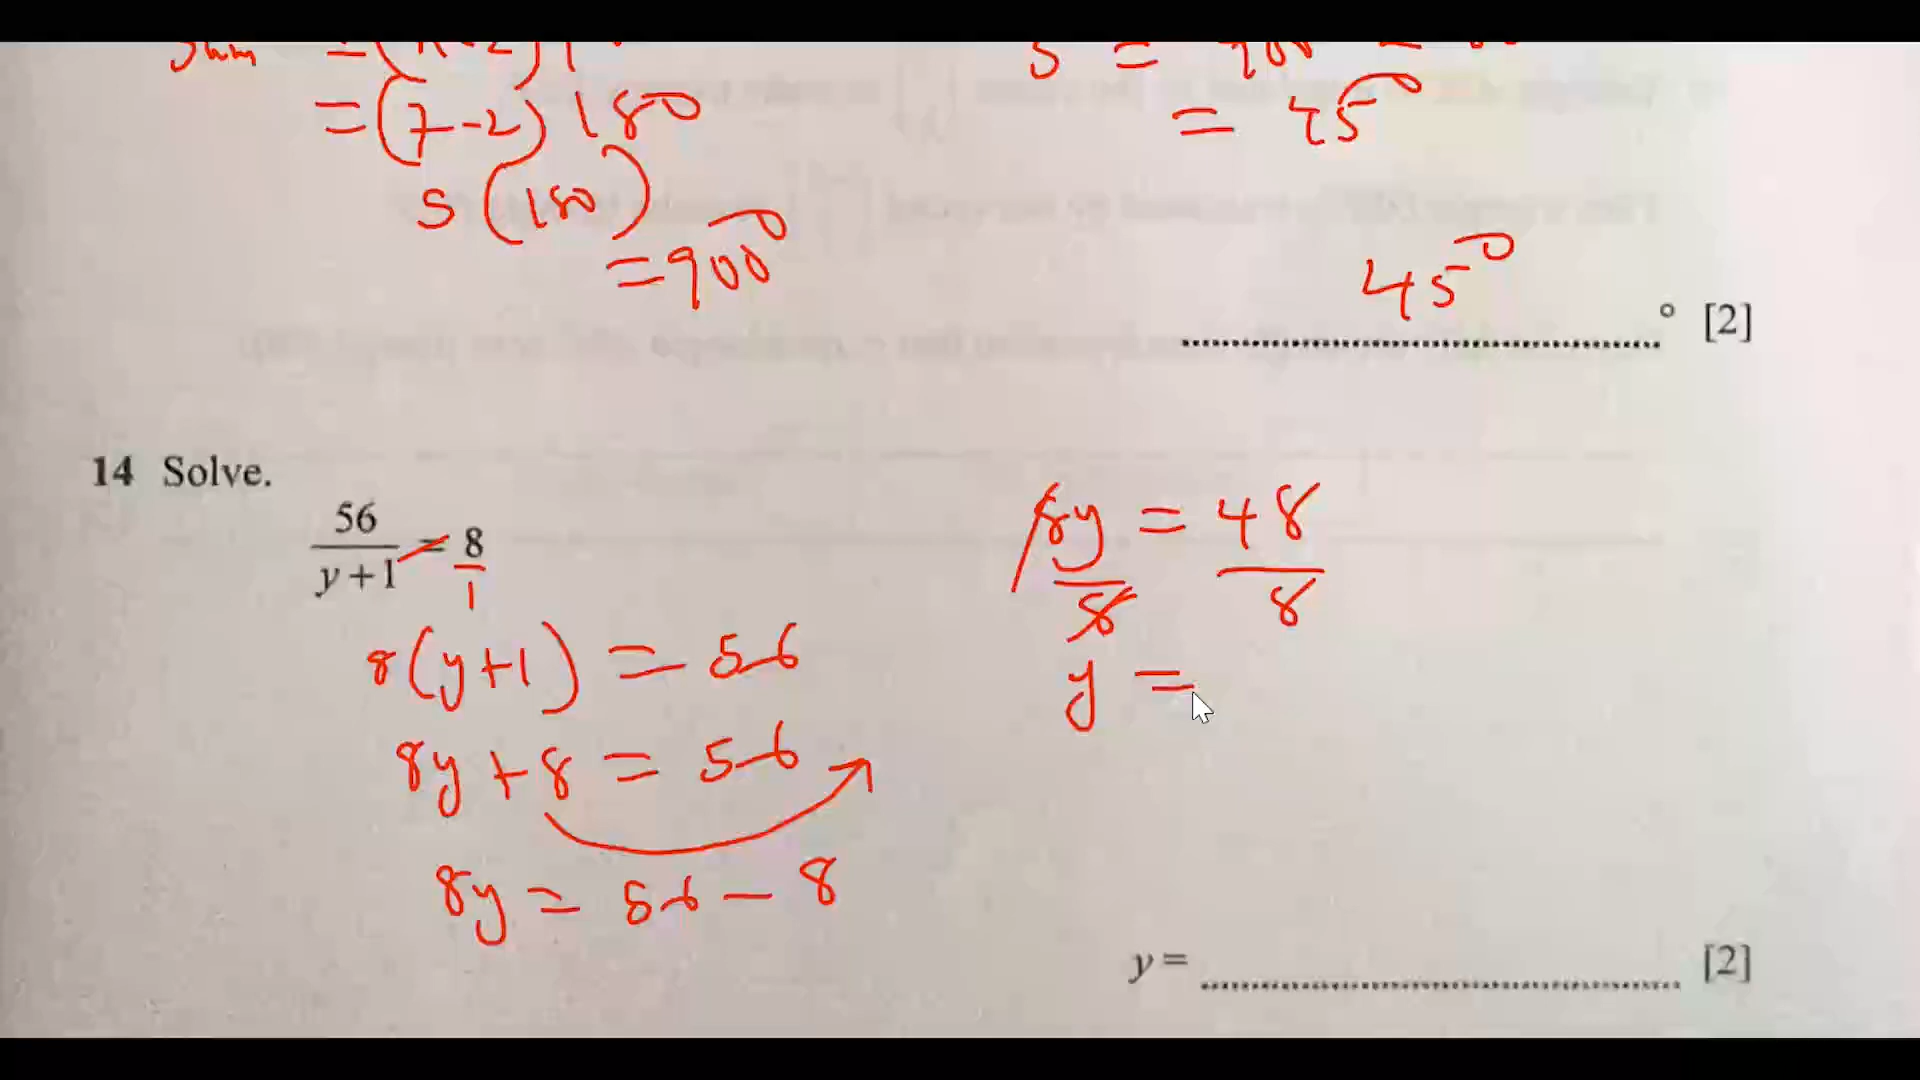 = (7-2) 180
5 (180)
= 900°
= 45°
45°
° [2]
14 Solve.
56
y+1 = 8
1
8(y+1) = 56
8y + 8 = 56
8y = 56 - 8
8y = 48
8 8
y =
y = [2]